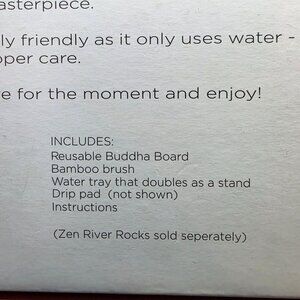 asterpiece.
ly friendly as it only uses water -
oper care.
e for the moment and enjoy!
INCLUDES:
Reusable Buddha Board
Bamboo brush
Water tray that doubles as a stand
Drip pad (not shown)
Instructions
(Zen River Rocks sold seperately)